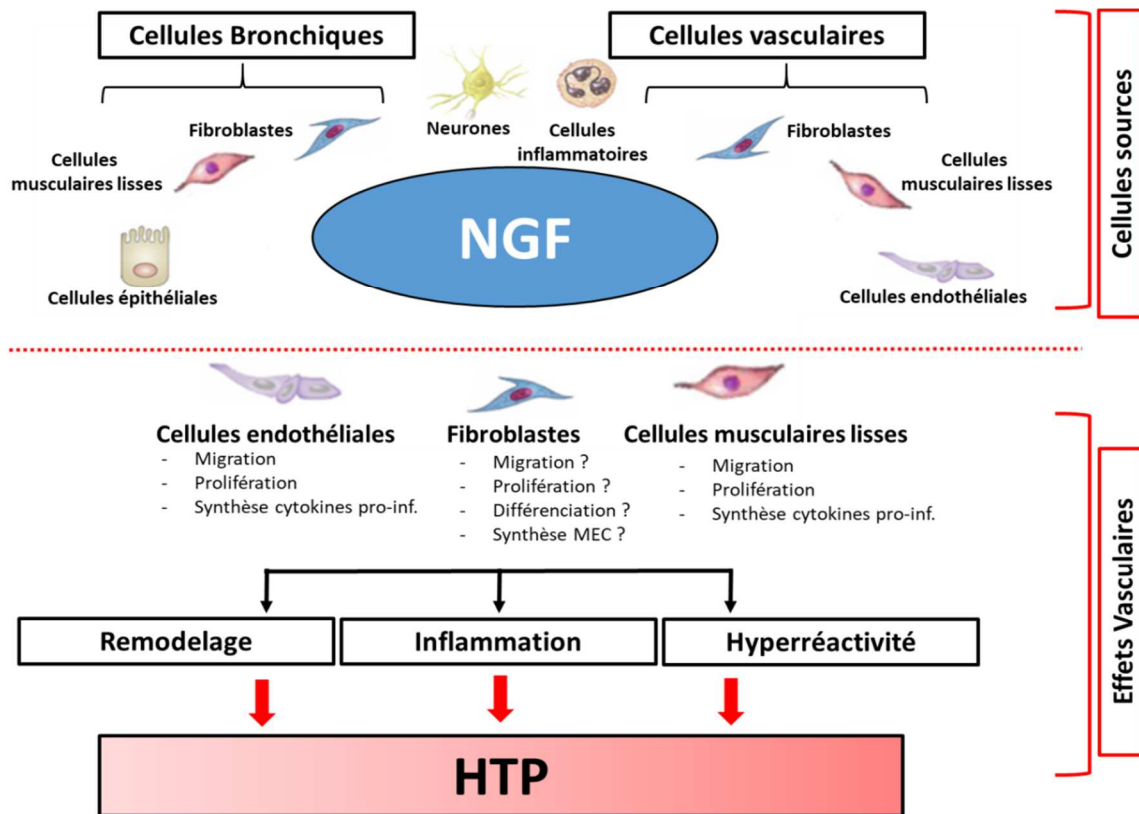 Cellules Bronchiques
Cellules vasculaires
Fibroblastes
Neurones
Cellules
inflammatoires
Fibroblastes
Cellules
musculaires lisses
Cellules
musculaires lisses
NGF
Cellules épithéliales
Cellules endothéliales
Cellules sources
Cellules endothéliales
- Migration
- Prolifération
- Synthèse cytokines pro-inf.
Fibroblastes
- Migration ?
- Prolifération ?
- Différenciation ?
- Synthèse MEC ?
Cellules musculaires lisses
- Migration
- Prolifération
- Synthèse cytokines pro-inf.
Remodelage
Inflammation
Hyperréactivité
HTP
Effets Vasculaires